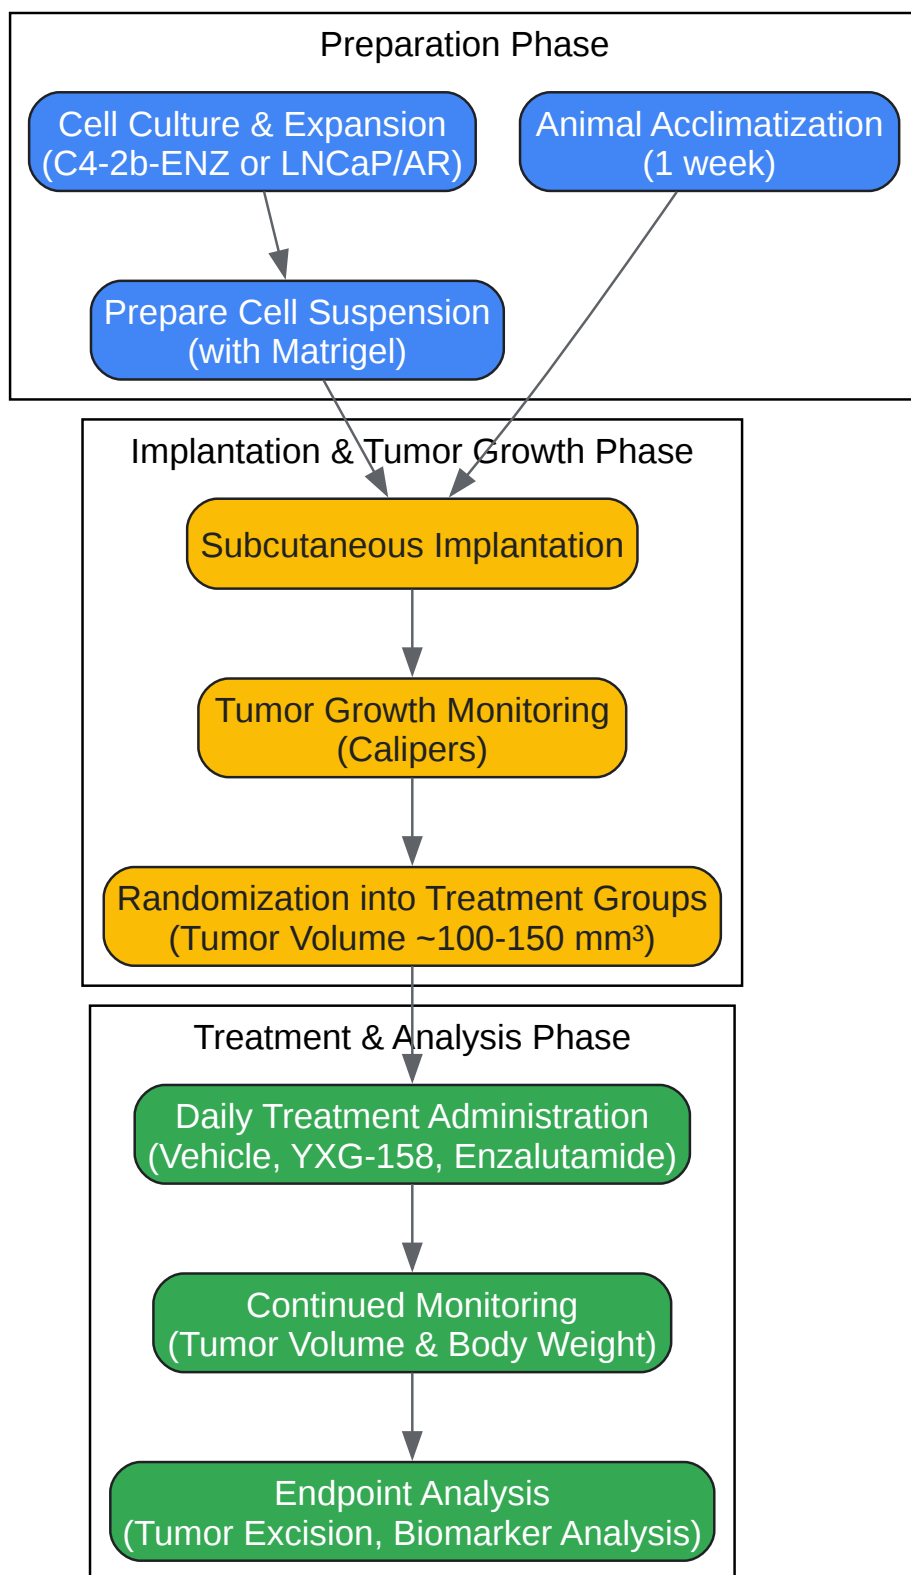 Preparation Phase
Cell Culture & Expansion
(C4-2b-ENZ or LNCaP/AR)
Animal Acclimatization
(1 week)
Prepare Cell Suspension
(with Matrigel)
Implantation & Tumor Growth Phase
Subcutaneous Implantation
Tumor Growth Monitoring
(Calipers)
Randomization into Treatment Groups
(Tumor Volume ~100-150 mm³)
Treatment & Analysis Phase
Daily Treatment Administration
(Vehicle, YXG-158, Enzalutamide)
Continued Monitoring
(Tumor Volume & Body Weight)
Endpoint Analysis
(Tumor Excision, Biomarker Analysis)